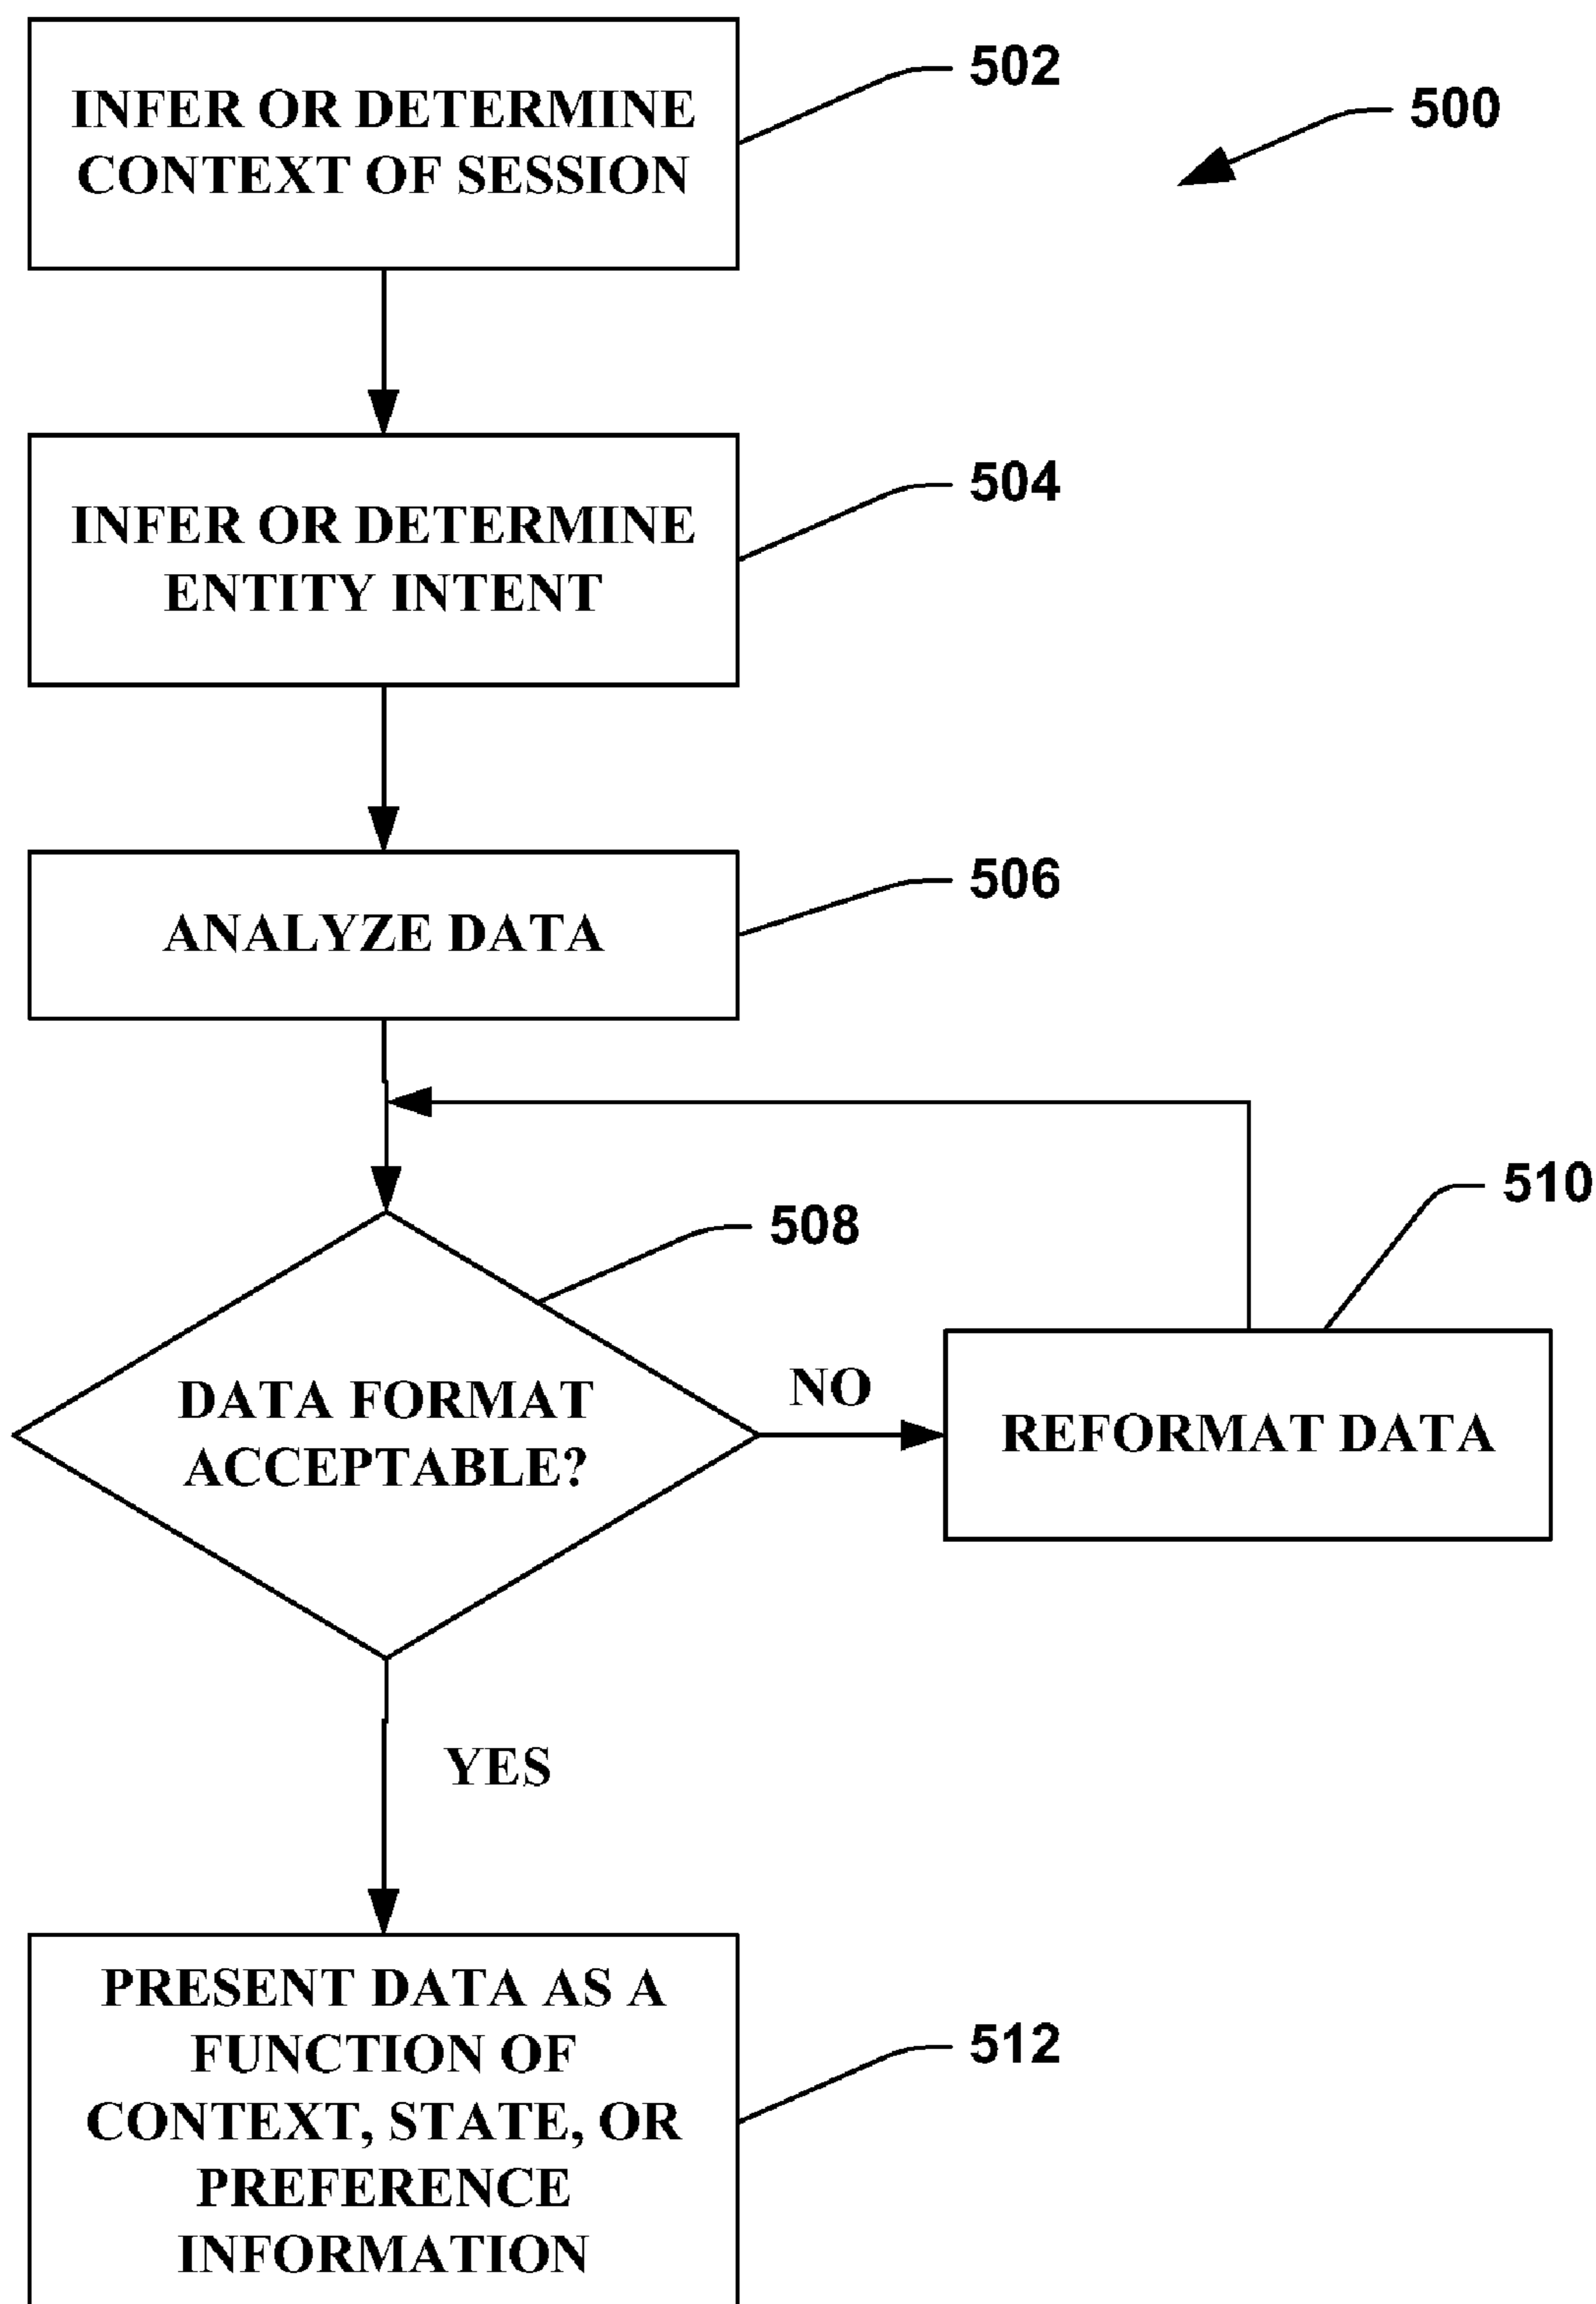 INFER OR DETERMINE
CONTEXT OF SESSION
502
500
INFER OR DETERMINE
ENTITY INTENT
504
ANALYZE DATA
506
508
510
DATA FORMAT
ACCEPTABLE?
NO
REFORMAT DATA
YES
PRESENT DATA AS A
FUNCTION OF
CONTEXT, STATE, OR
PREFERENCE
INFORMATION
512